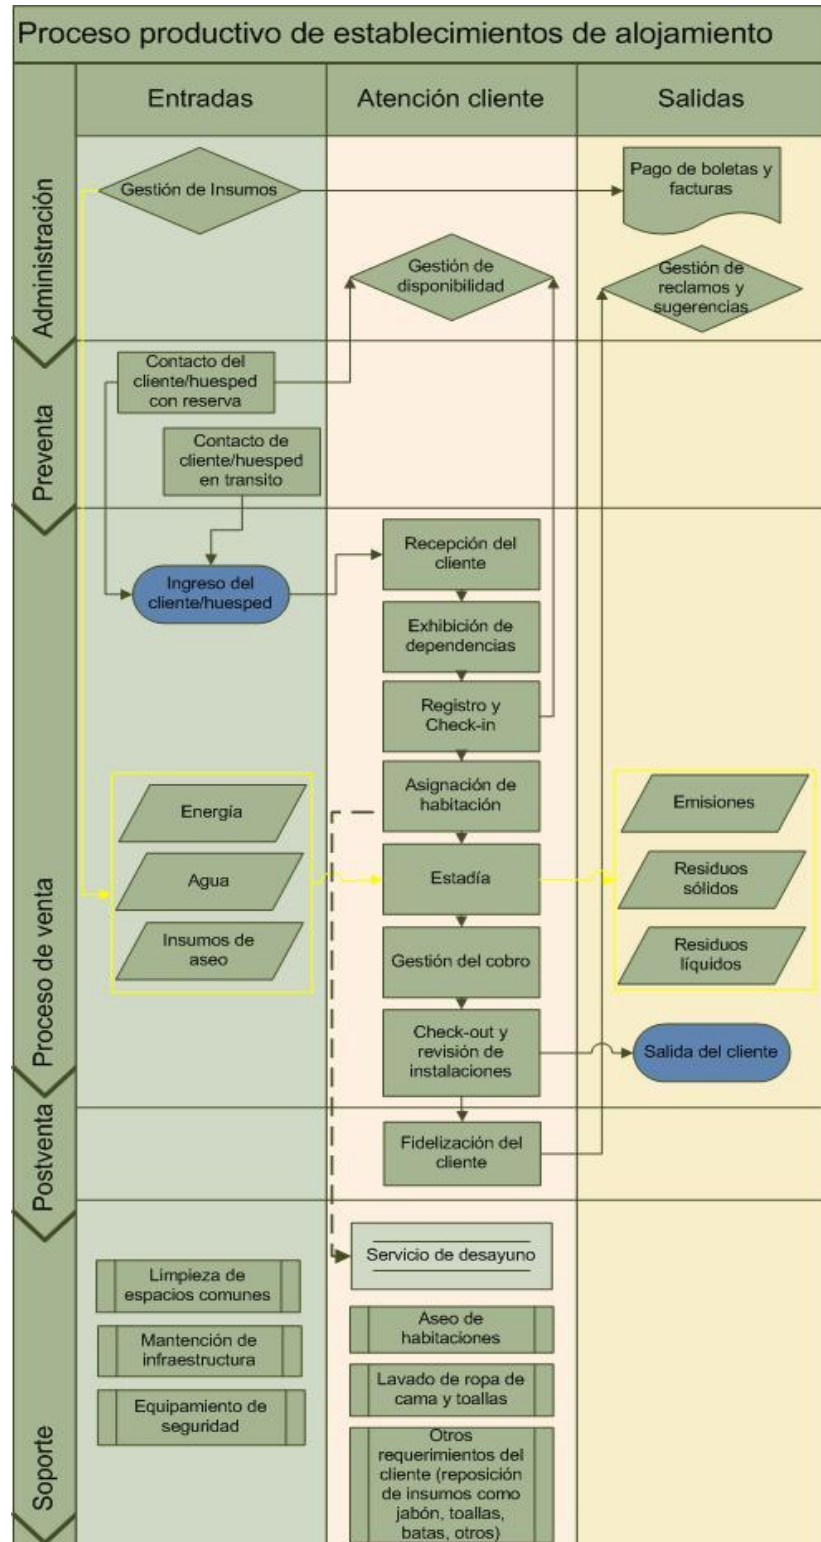 Proceso productivo de establecimientos de alojamiento
Entradas
Atención cliente
Salidas
Administración
Gestión de Insumos
Pago de boletas y
facturas
Gestión de
disponibilidad
Gestión de
reclamos y
sugerencias
Preventa
Contacto del
cliente/huesped
con reserva
Contacto de
cliente/huesped
en transito
Proceso de venta
Ingreso del
cliente/huesped
Recepción del
cliente
Exhibición de
dependencias
Registro y
Check-in
Asignación de
habitación
Energía
Agua
Insumos de
aseo
Estadía
Emisiones
Residuos
sólidos
Residuos
líquidos
Gestión del cobro
Check-out y
revisión de
instalaciones
Salida del cliente
Postventa
Fidelización del
cliente
Soporte
Servicio de desayuno
Limpieza de
espacios comunes
Mantención de
infraestructura
Equipamiento de
seguridad
Aseo de
habitaciones
Lavado de ropa de
cama y toallas
Otros
requerimientos del
cliente (reposición
de insumos como
jabón, toallas,
batas, otros)